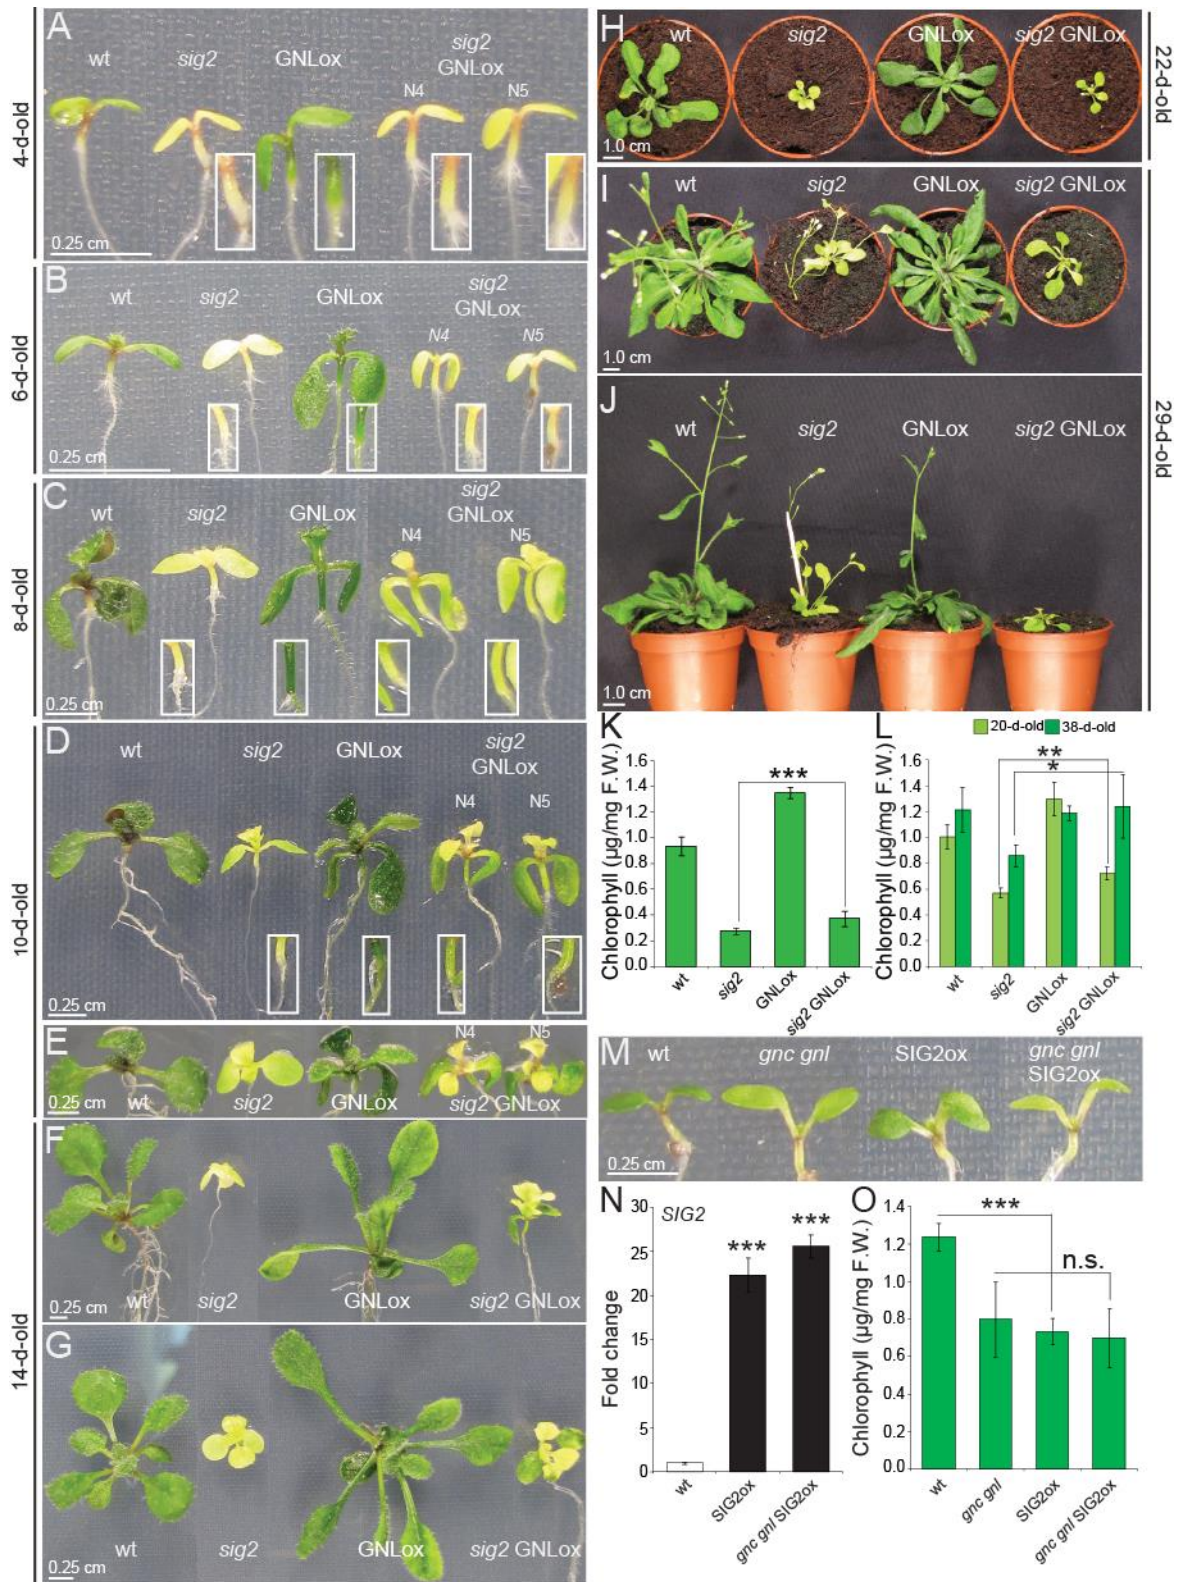 A
wt
sig2
GNLox
sig2
GNLox
N4
N5
4-d-old
0.25 cm
B
wt
sig2
GNLox
sig2
GNLox
N4
N5
6-d-old
0.25 cm
C
wt
sig2
GNLox
sig2
GNLox
N4
N5
8-d-old
0.25 cm
D
wt
sig2
GNLox
sig2
GNLox
N4
N5
10-d-old
0.25 cm
E
N4
N5
0.25 cm
wt
sig2
GNLox
sig2 GNLox
F
0.25 cm
wt
sig2
GNLox
sig2 GNLox
14-d-old
G
0.25 cm
wt
sig2
GNLox
sig2 GNLox
H
wt
sig2
GNLox
sig2 GNLox
1.0 cm
22-d-old
I
wt
sig2
GNLox
sig2 GNLox
1.0 cm
J
wt
sig2
GNLox
sig2 GNLox
1.0 cm
29-d-old
K
Chlorophyll (µg/mg F.W.)
1.6
1.4
1.2
1.0
0.8
0.6
0.4
0.2
0.0
***
wt
sig2
GNLox
sig2 GNLox
L
20-d-old
38-d-old
Chlorophyll (µg/mg F.W.)
1.6
1.4
1.2
1.0
0.8
0.6
0.4
0.2
0.0
**
*
wt
sig2
GNLox
sig2 GNLox
M
wt
gnc gnl
SIG2ox
gnc gnl
SIG2ox
0.25 cm
N
SIG2
Fold change
30
25
20
15
10
5
0
***
***
wt
SIG2ox
gnc gnl SIG2ox
O
Chlorophyll (µg/mg F.W.)
1.4
1.2
1.0
0.8
0.6
0.4
0.2
0.0
***
n.s.
wt
gnc gnl
SIG2ox
gnc gnl SIG2ox